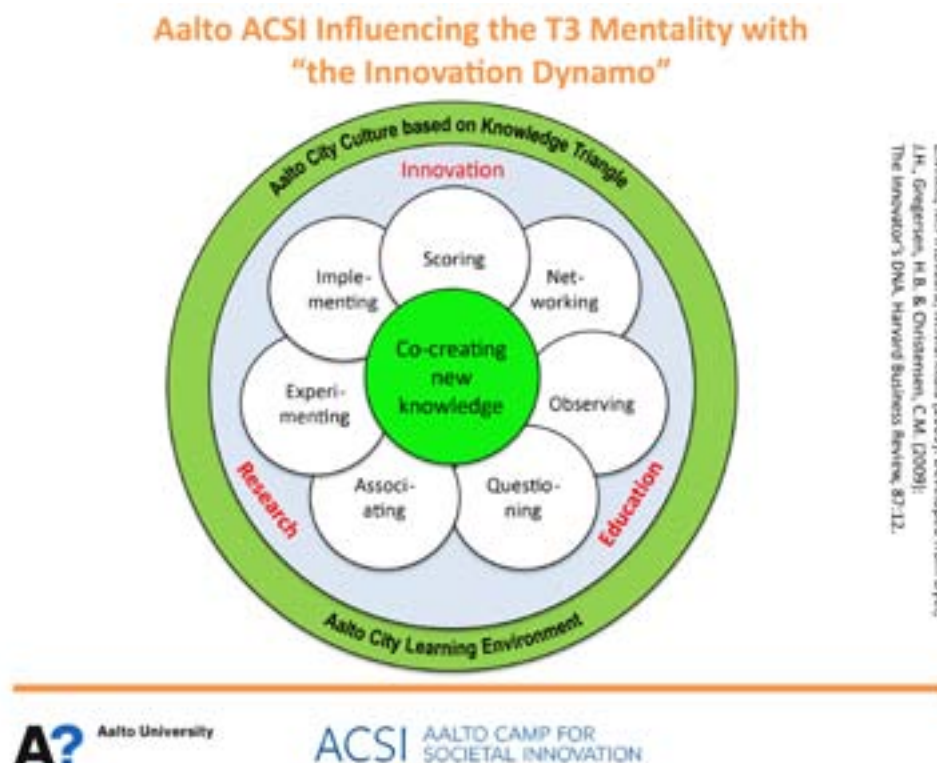 Aalto ACSI Influencing the T3 Mentality with
“the Innovation Dynamo”
Aalto City Culture based on Knowledge Triangle
Innovation
Scoring
Net-
working
Observing
Questio-
ning
Associ-
ating
Experi-
menting
Imple-
menting
Co-creating
new
knowledge
Research
Education
Aalto City Learning Environment
J.H., Gregersen, H.B. & Christensen, C.M. (2009):
The Innovator's DNA. Harvard Business Review, 87:12.
A?
Aalto University
ACSI
AALTO CAMP FOR
SOCIETAL INNOVATION